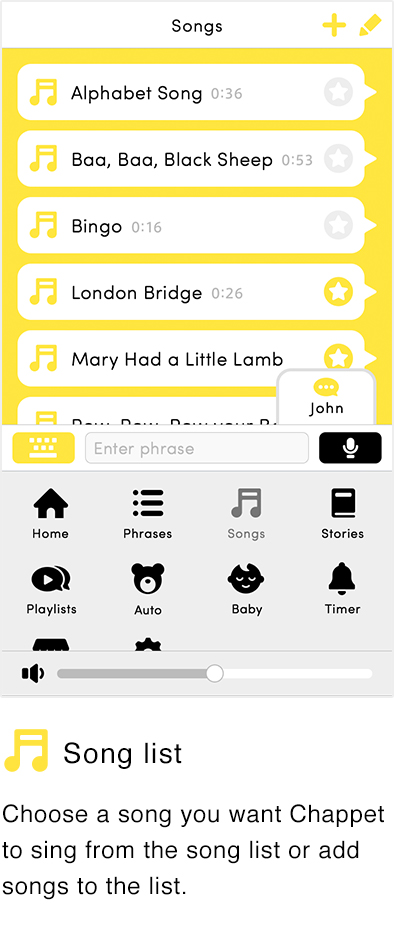 Songs
Alphabet Song 0:36
Baa, Baa, Black Sheep 0:53
Bingo 0:16
London Bridge 0:26
Mary Had a Little Lamb
John
Row, Row, Row your
Enter phrase
Home Phrases Songs Stories
Playlists Auto Baby Timer
Song list
Choose a song you want Chappet
to sing from the song list or add
songs to the list.